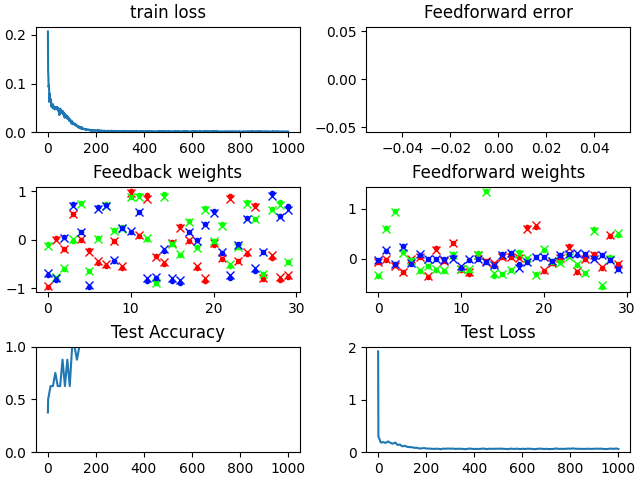 train loss
0.2
0.1
0.0
0 200 400 600 800 1000
Feedforward error
0.05
0.00
−0.05
−0.04 −0.02 0.00 0.02 0.04
Feedback weights
1
0
−1
0 10 20 30
Feedforward weights
1
0
0 10 20 30
Test Accuracy
1.0
0.5
0.0
0 200 400 600 800 1000
Test Loss
2
1
0
0 200 400 600 800 1000